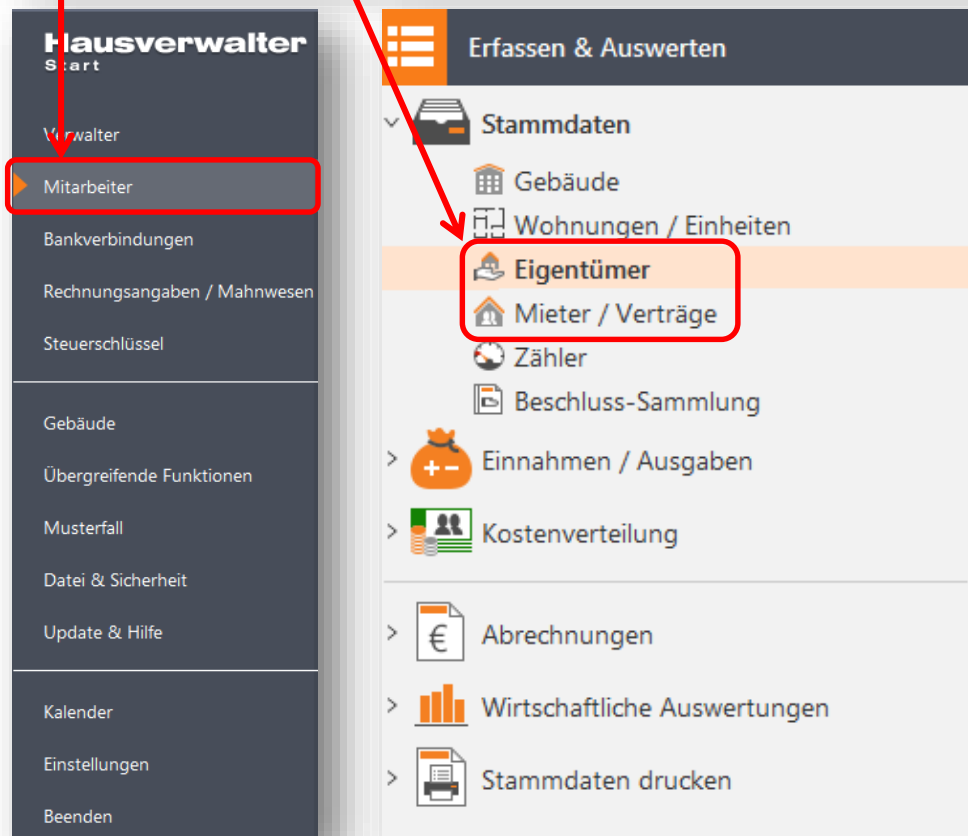 Hausverwalter
Start
Verwalter
Mitarbeiter
Bankverbindungen
Rechnungsangaben / Mahnwesen
Steuerschlüssel
Gebäude
Übergreifende Funktionen
Musterfall
Datei & Sicherheit
Update & Hilfe
Kalender
Einstellungen
Beenden
Erfassen & Auswerten
Stammdaten
Gebäude
Wohnungen / Einheiten
Eigentümer
Mieter / Verträge
Zähler
Beschluss-Sammlung
Einnahmen / Ausgaben
Kostenverteilung
Abrechnungen
Wirtschaftliche Auswertungen
Stammdaten drucken